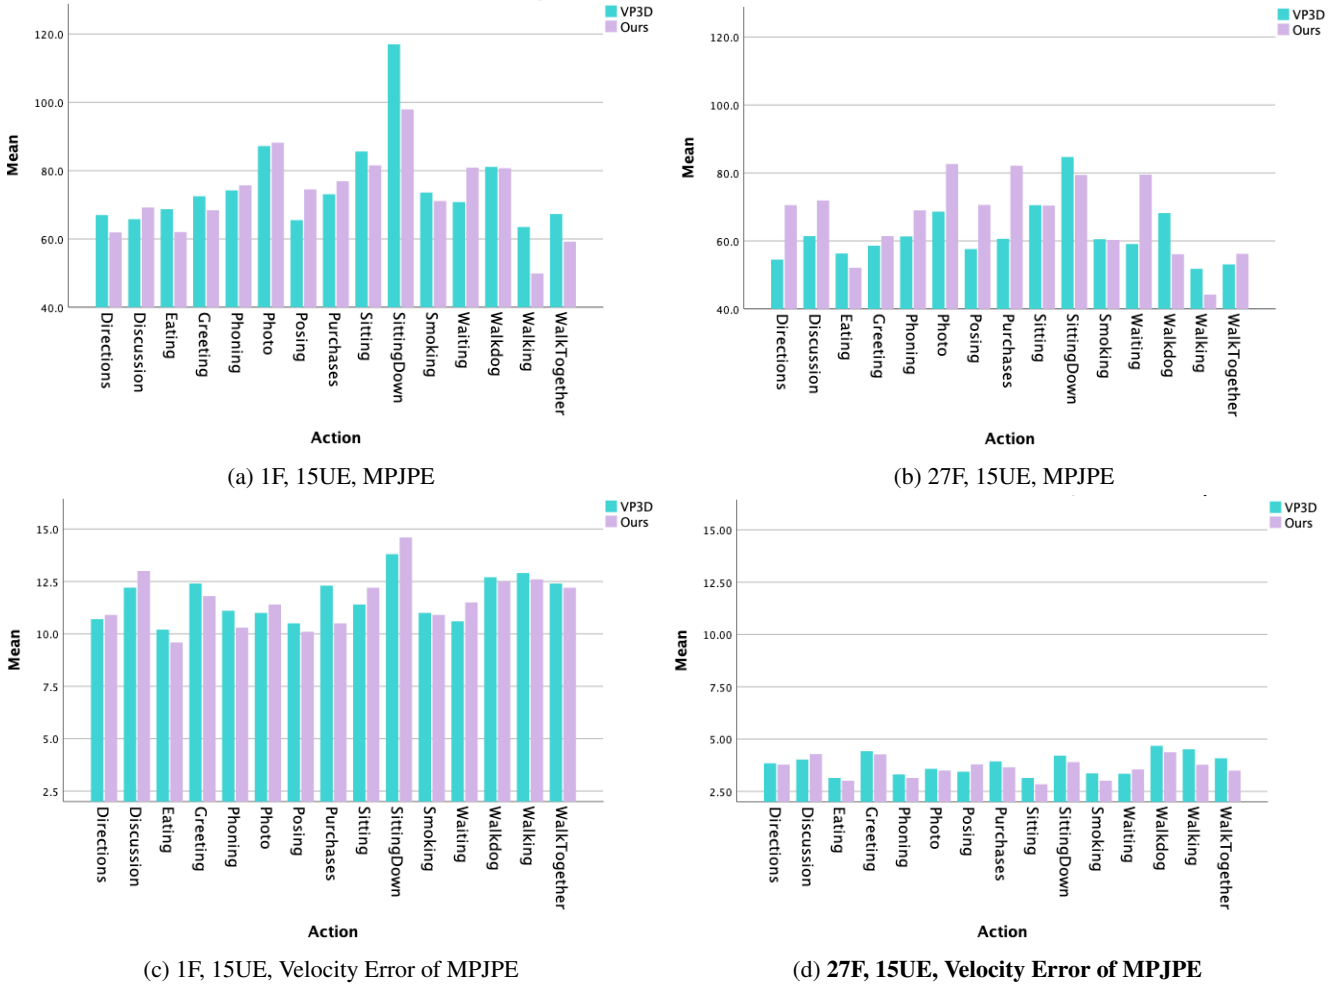 VP3D
Ours
120.0
100.0
80.0
60.0
40.0
Mean
Directions
Discussion
Eating
Greeting
Phoning
Photo
Posing
Purchases
Sitting
SittingDown
Smoking
Waiting
Walkdog
Walking
WalkTogether
Action
(a) 1F, 15UE, MPJPE
VP3D
Ours
120.0
100.0
80.0
60.0
40.0
Mean
Directions
Discussion
Eating
Greeting
Phoning
Photo
Posing
Purchases
Sitting
SittingDown
Smoking
Waiting
Walkdog
Walking
WalkTogether
Action
(b) 27F, 15UE, MPJPE
VP3D
Ours
15.0
12.5
10.0
7.5
5.0
2.5
Mean
Directions
Discussion
Eating
Greeting
Phoning
Photo
Posing
Purchases
Sitting
SittingDown
Smoking
Waiting
Walkdog
Walking
WalkTogether
Action
(c) 1F, 15UE, Velocity Error of MPJPE
VP3D
Ours
15.00
12.50
10.00
7.50
5.00
2.50
Mean
Directions
Discussion
Eating
Greeting
Phoning
Photo
Posing
Purchases
Sitting
SittingDown
Smoking
Waiting
Walkdog
Walking
WalkTogether
Action
(d) 27F, 15UE, Velocity Error of MPJPE